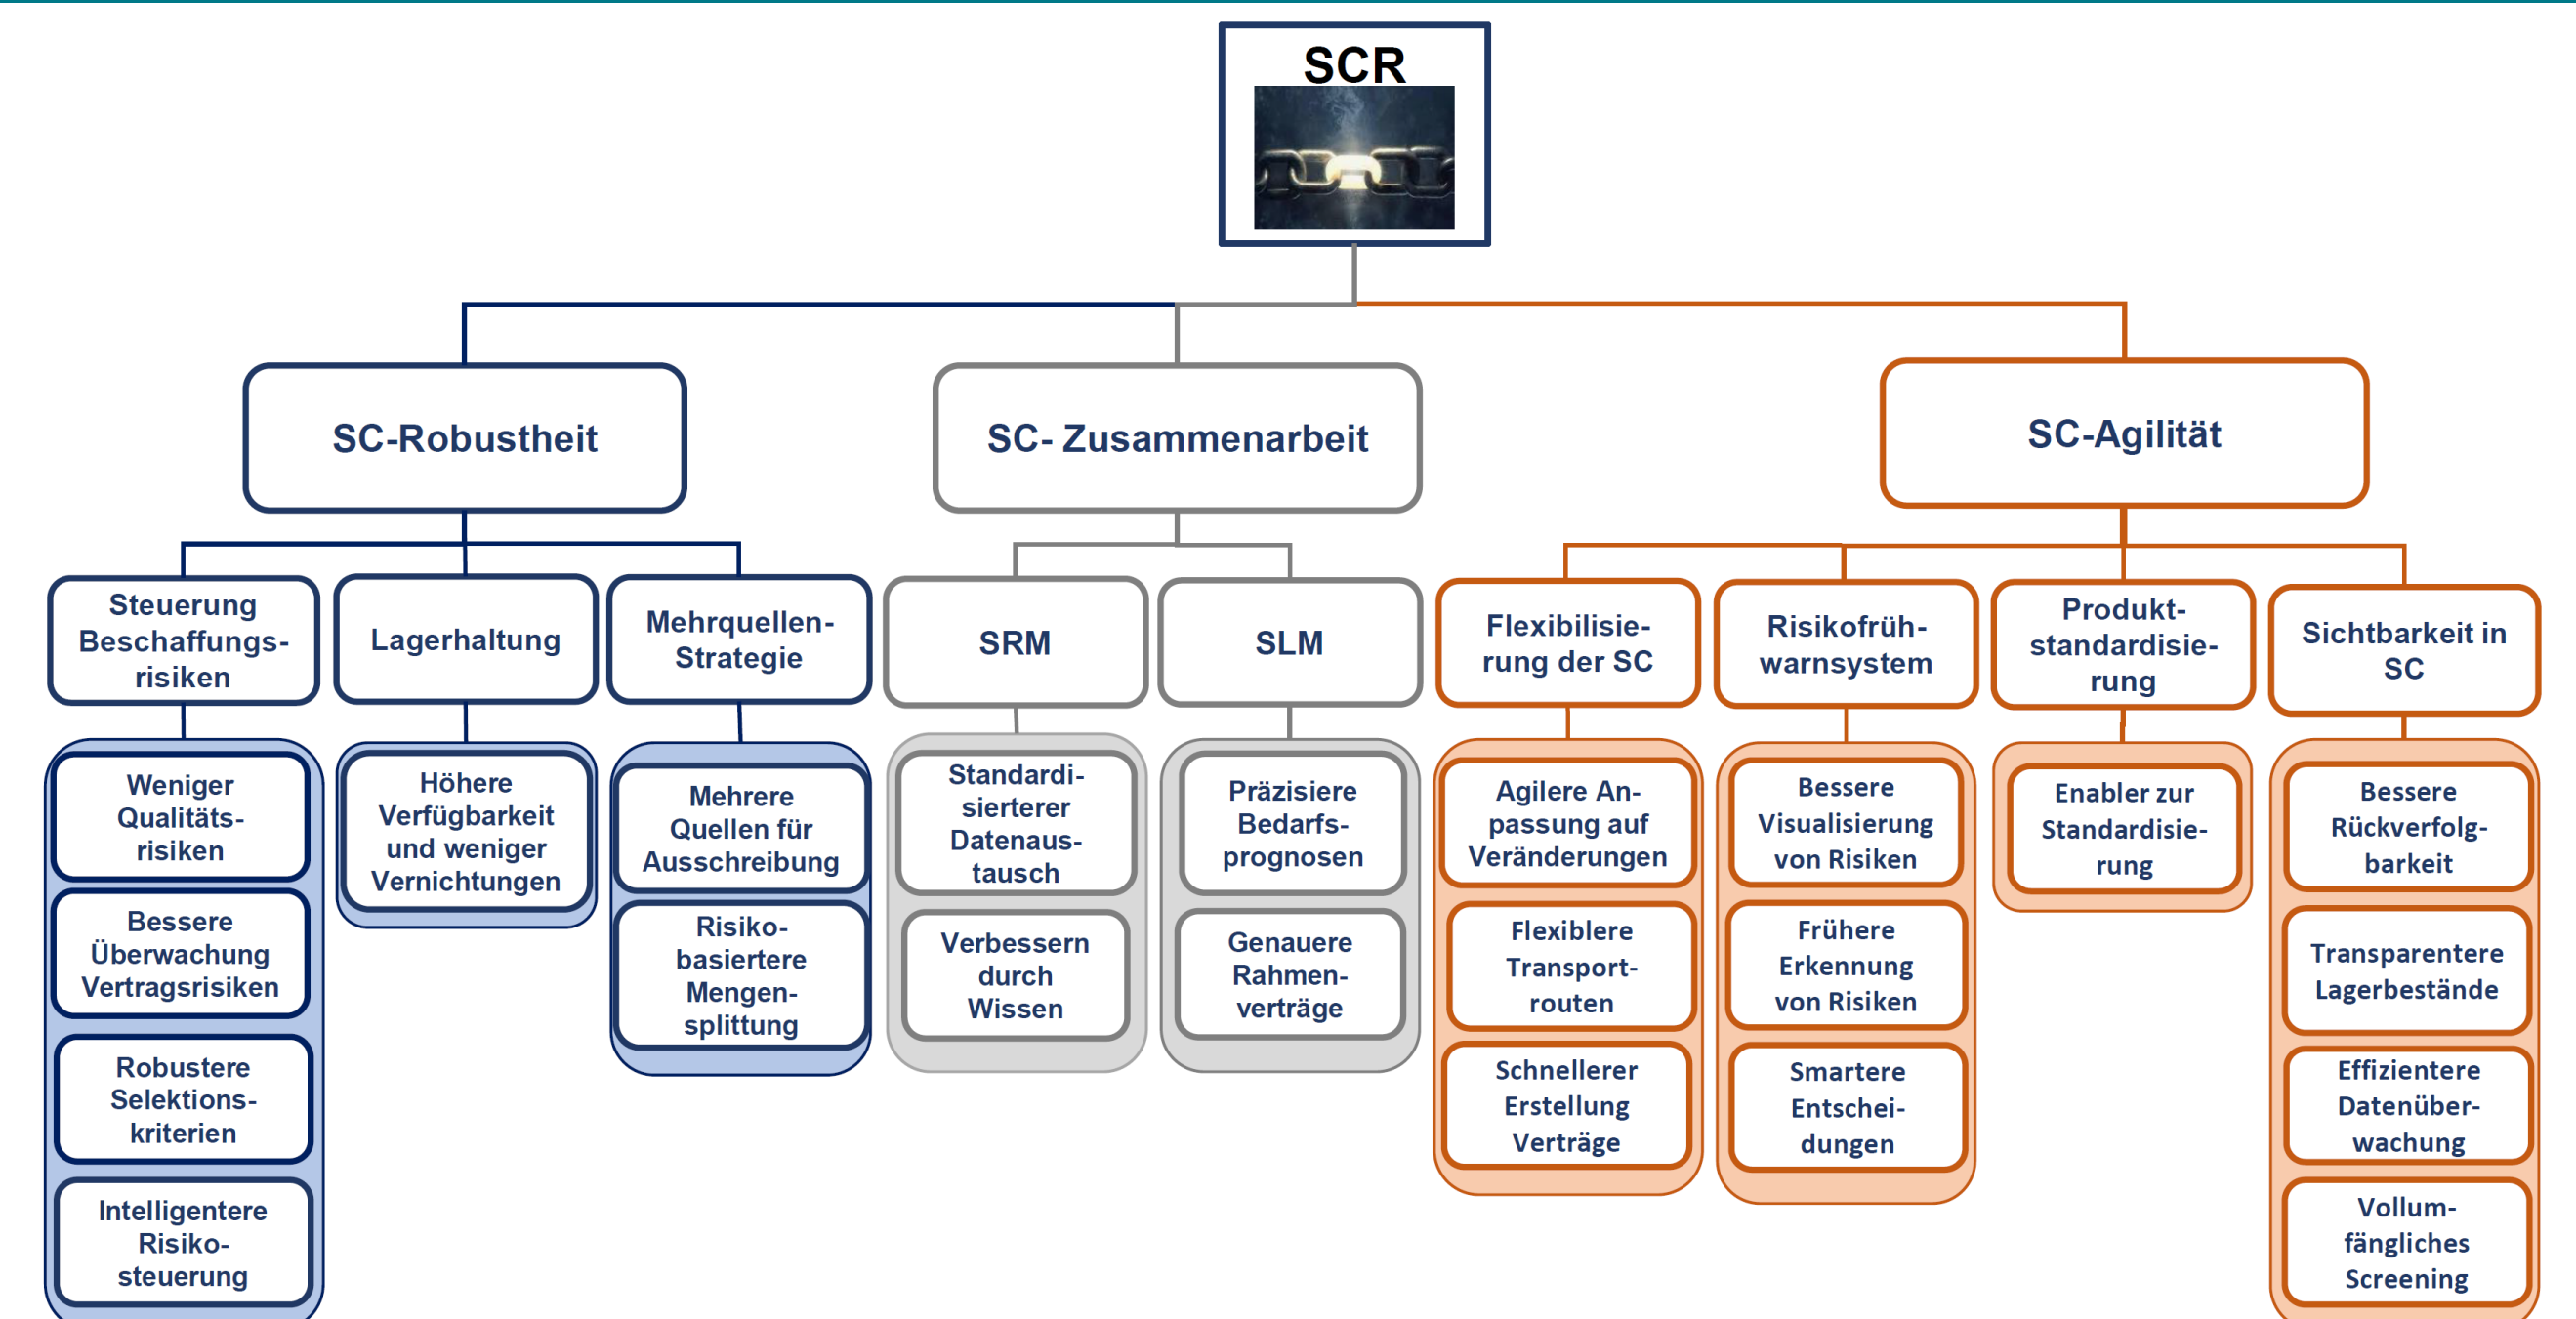 SCR
SC-Robustheit
SC- Zusammenarbeit
SC-Agilität
Steuerung
Beschaffungs-
risiken
Lagerhaltung
Mehrquellen-
Strategie
SRM
SLM
Flexibilisie-
rung der SC
Risikofrüh-
warnsystem
Produkt-
standardisie-
rung
Sichtbarkeit in
SC
Weniger
Qualitäts-
risiken
Bessere
Überwachung
Vertragsrisiken
Robustere
Selektions-
kriterien
Intelligentere
Risiko-
steuerung
Höhere
Verfügbarkeit
und weniger
Vernichtungen
Mehrere
Quellen für
Ausschreibung
Risiko-
basiertere
Mengen-
splittung
Standardi-
sierterer
Datenaus-
tausch
Verbessern
durch
Wissen
Präzisiere
Bedarfs-
prognosen
Genauere
Rahmen-
verträge
Agilere An-
passung auf
Veränderungen
Flexiblere
Transport-
routen
Schnellerer
Erstellung
Verträge
Bessere
Visualisierung
von Risiken
Frühere
Erkennung
von Risiken
Smartere
Entschei-
dungen
Enabler zur
Standardisie-
rung
Bessere
Rückverfolg-
barkeit
Transparentere
Lagerbestände
Effizientere
Datenüber-
wachung
Vollum-
fängliches
Screening